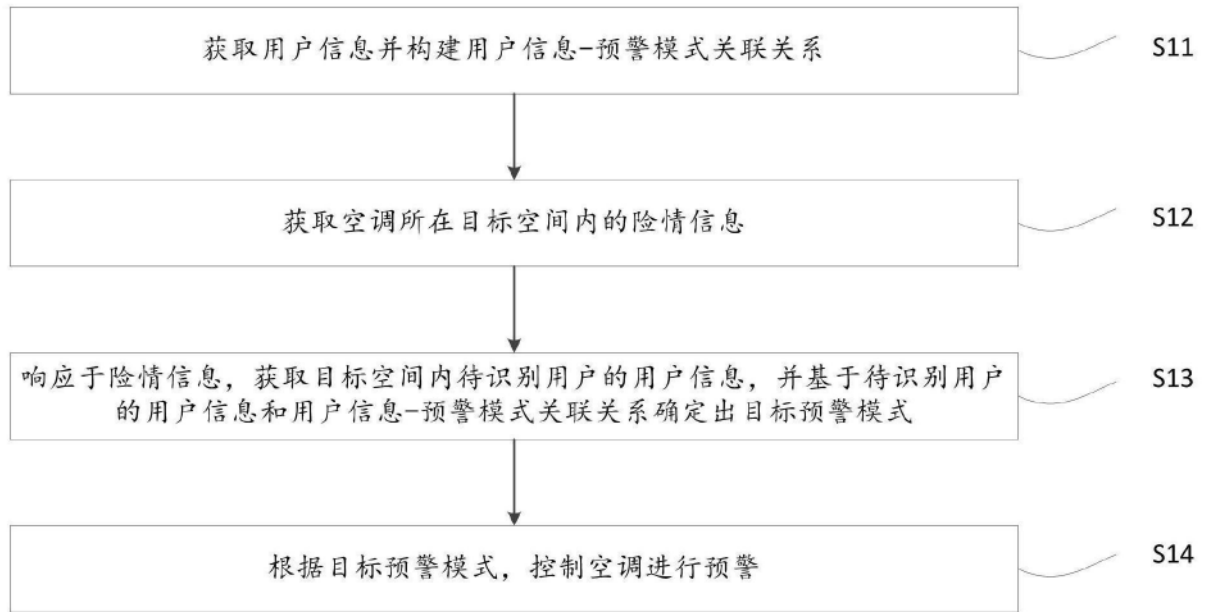 获取用户信息并构建用户信息-预警模式关联关系
S11
获取空调所在目标空间内的险情信息
S12
响应于险情信息，获取目标空间内待识别用户的用户信息，并基于待识别用户
的用户信息和用户信息-预警模式关联关系确定出目标预警模式
S13
根据目标预警模式，控制空调进行预警
S14